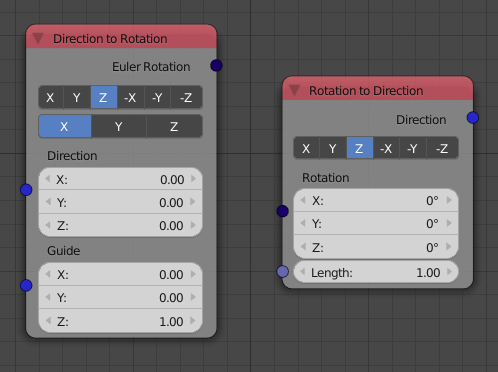 Direction to Rotation
Euler Rotation
X Y Z -X -Y -Z
X Y Z
Direction
X: 0.00
Y: 0.00
Z: 0.00
Guide
X: 0.00
Y: 0.00
Z: 1.00
Rotation to Direction
Direction
X Y Z -X -Y -Z
Rotation
X: 0°
Y: 0°
Z: 0°
Length: 1.00